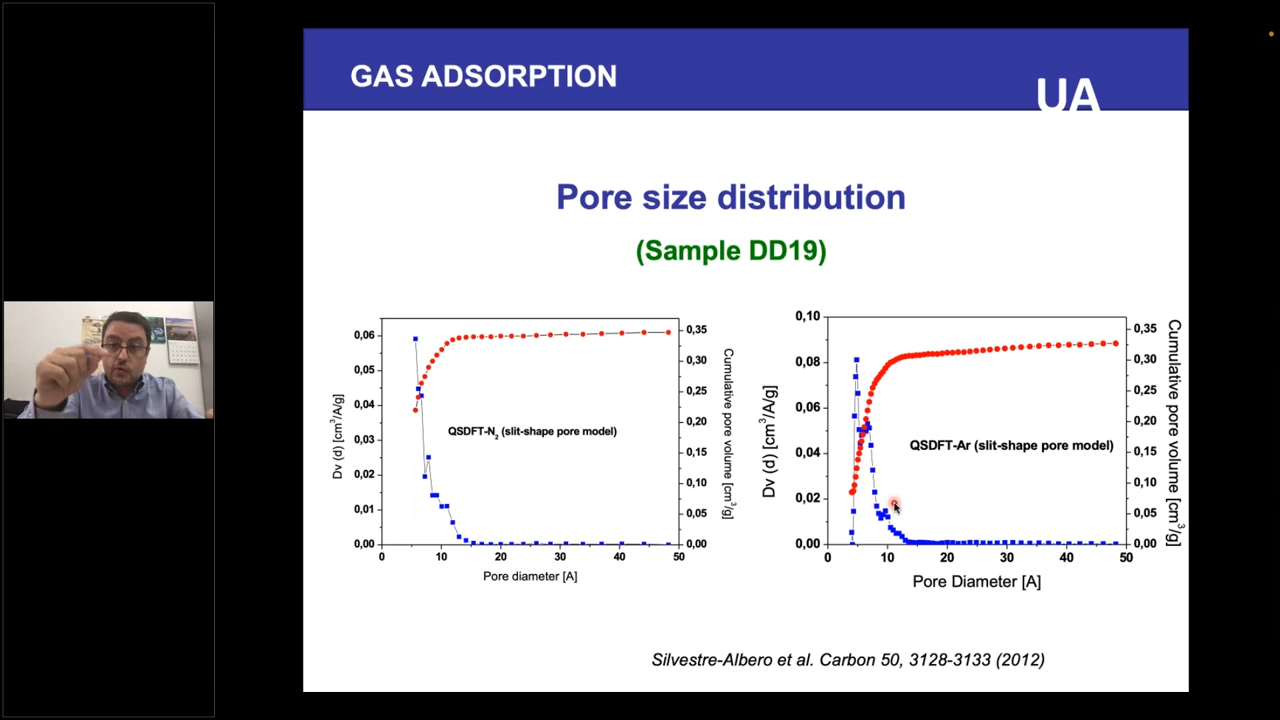 GAS ADSORPTION
UA
Pore size distribution
(Sample DD19)
0,06
0,05
0,04
0,03
0,02
0,01
0,00
Dv (d) [cm³/A/g]
QSDFT-N₂ (slit-shape pore model)
0,35
0,30
0,25
0,20
0,15
0,10
0,05
0,00
Cumulative pore volume [cm³/g]
10 20 30 40 50
Pore diameter [A]
0,10
0,08
0,06
0,04
0,02
0,00
Dv (d) [cm³/A/g]
QSDFT-Ar (slit-shape pore model)
0,35
0,30
0,25
0,20
0,15
0,10
0,05
0,00
Cumulative pore volume [cm³/g]
0 10 20 30 40 50
Pore Diameter [A]
Silvestre-Albero et al. Carbon 50, 3128-3133 (2012)